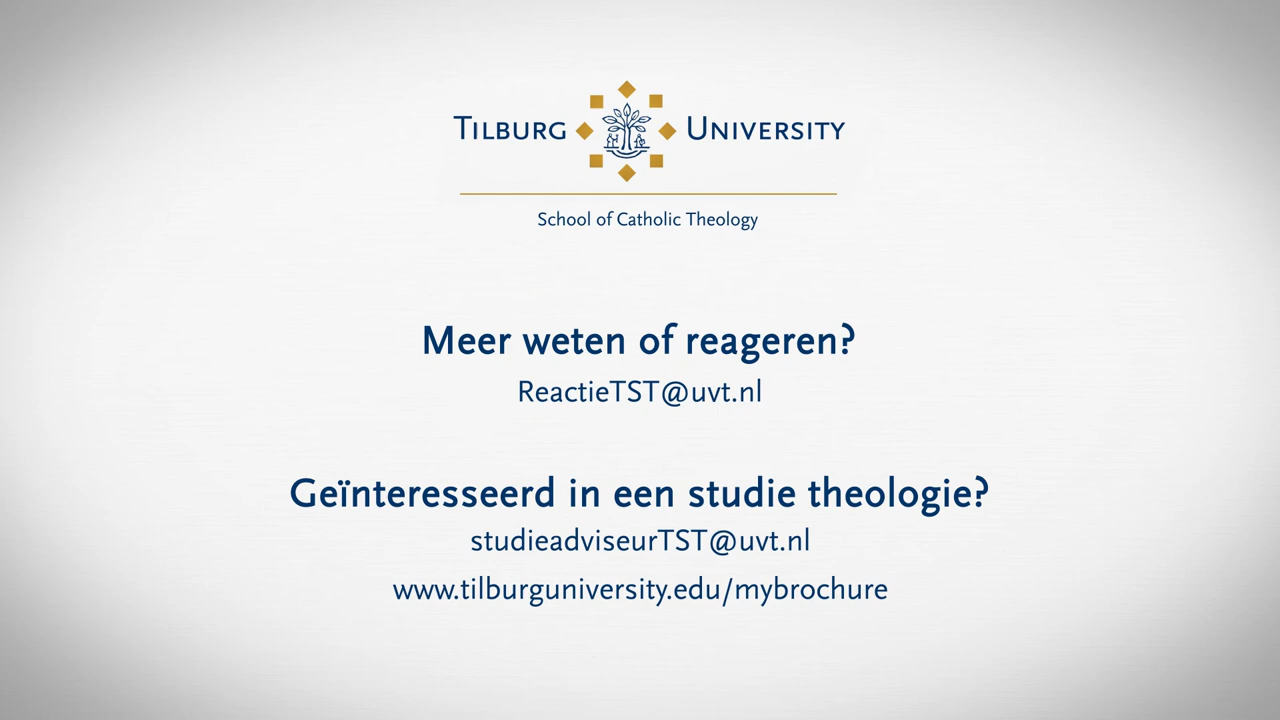 TILBURG UNIVERSITY
School of Catholic Theology
Meer weten of reageren?
ReactieTST@uvt.nl
Geïnteresseerd in een studie theologie?
studieadviseurTST@uvt.nl
www.tilburguniversity.edu/mybrochure